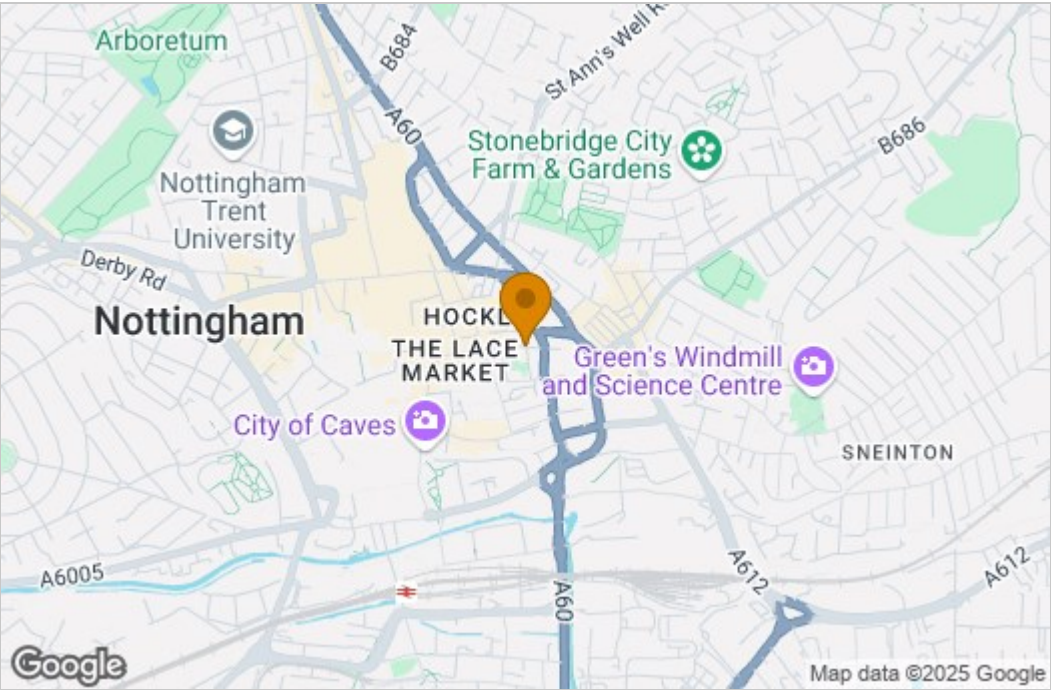 Arboretum
B684
St Ann's Well R
A60
Stonebridge City
Farm & Gardens
B686
Nottingham
Trent
University
Derby Rd
Nottingham
HOCKL
THE LACE
MARKET
Green's Windmill
and Science Centre
City of Caves
SNEINTON
A6005
A60
A612
A612
Google
Map data ©2025 Google